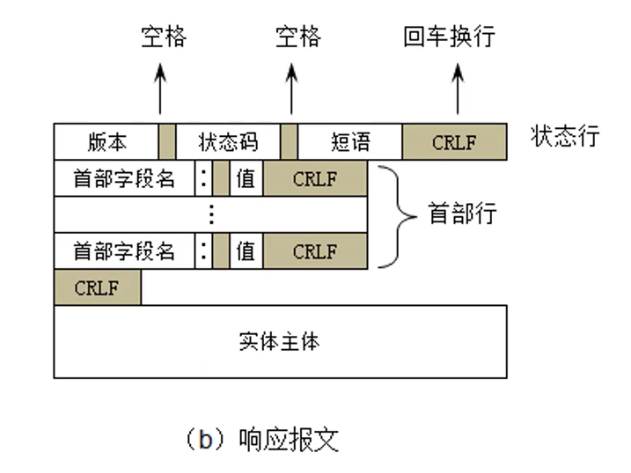 空格 空格 回车换行
版本 状态码 短语 CRLF 状态行
首部字段名 : 值 CRLF
⋮ 首部行
首部字段名 : 值 CRLF
CRLF
实体主体
（b）响应报文